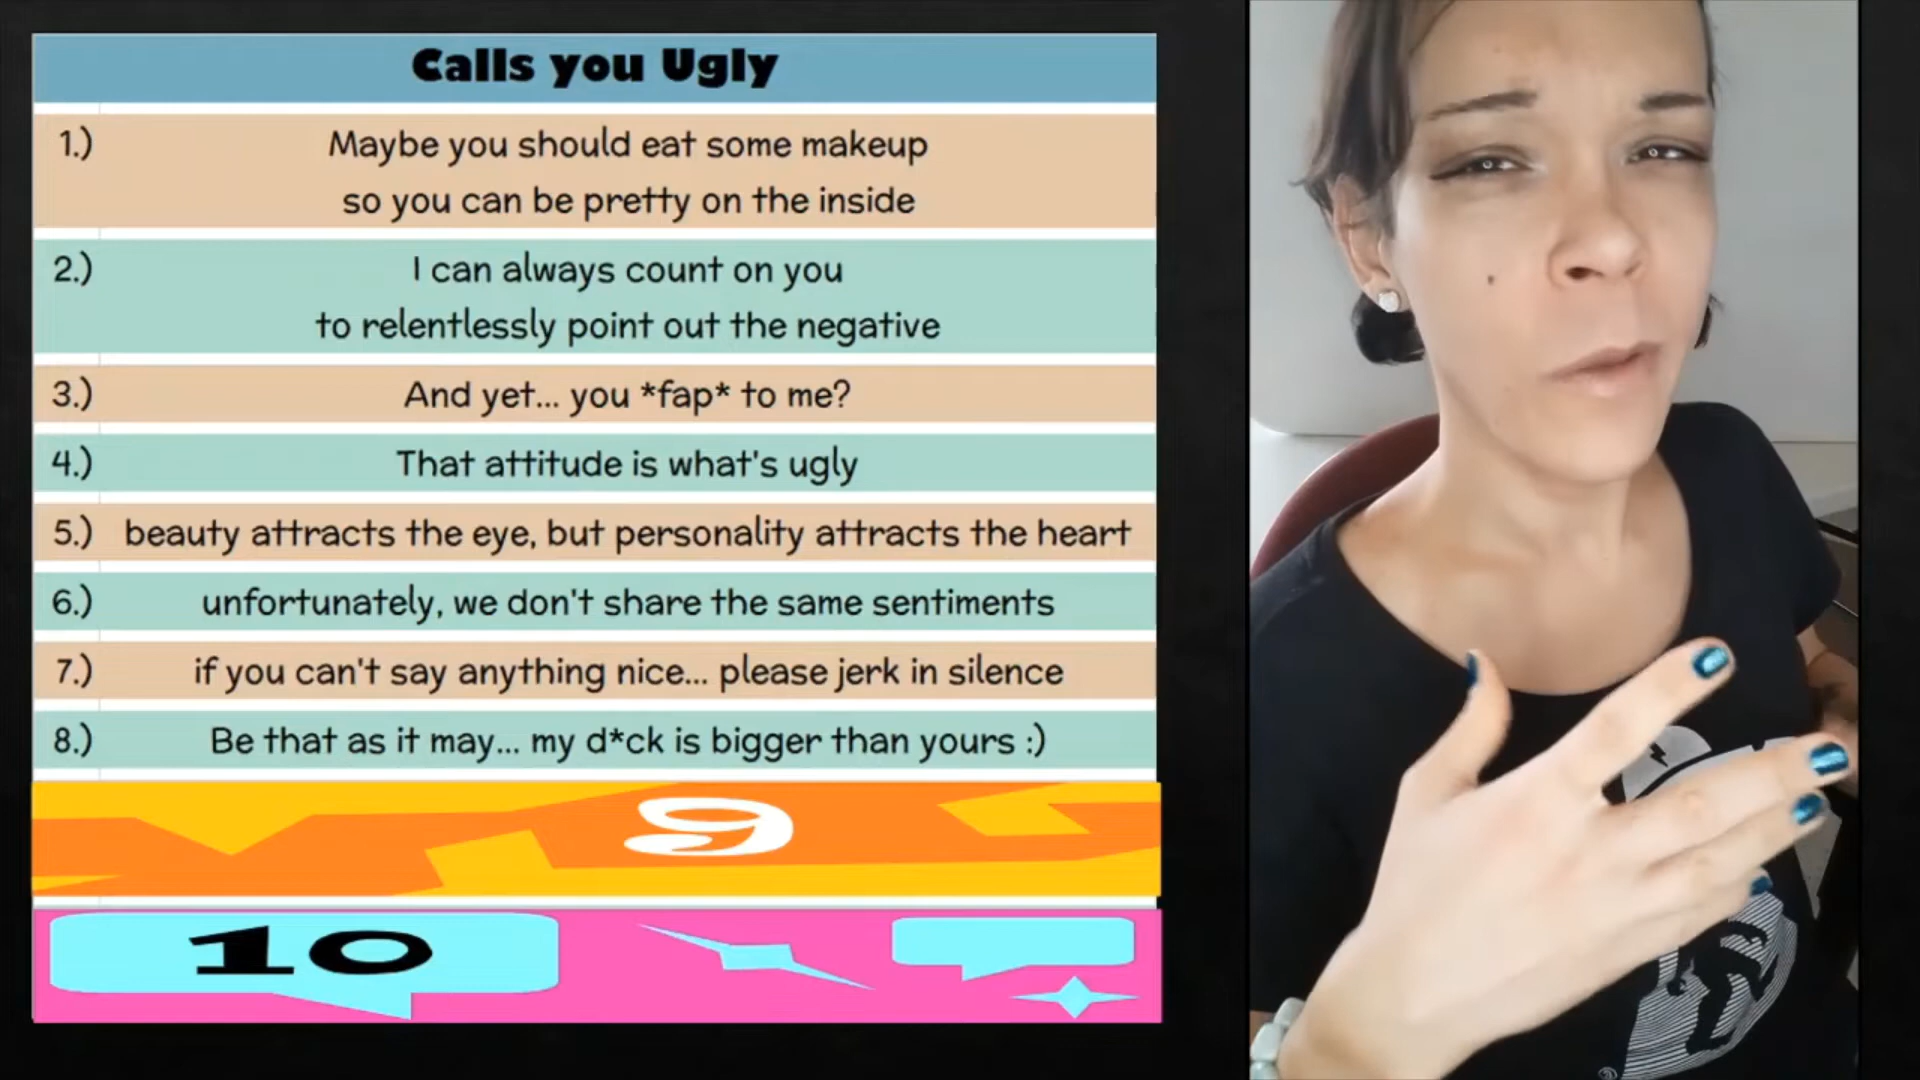 Calls you Ugly
1.) Maybe you should eat some makeup
so you can be pretty on the inside
2.) I can always count on you
to relentlessly point out the negative
3.) And yet... you *fap* to me?
4.) That attitude is what's ugly
5.) beauty attracts the eye, but personality attracts the heart
6.) unfortunately, we don't share the same sentiments
7.) if you can't say anything nice... please jerk in silence
8.) Be that as it may... my d*ck is bigger than yours :)
9
10